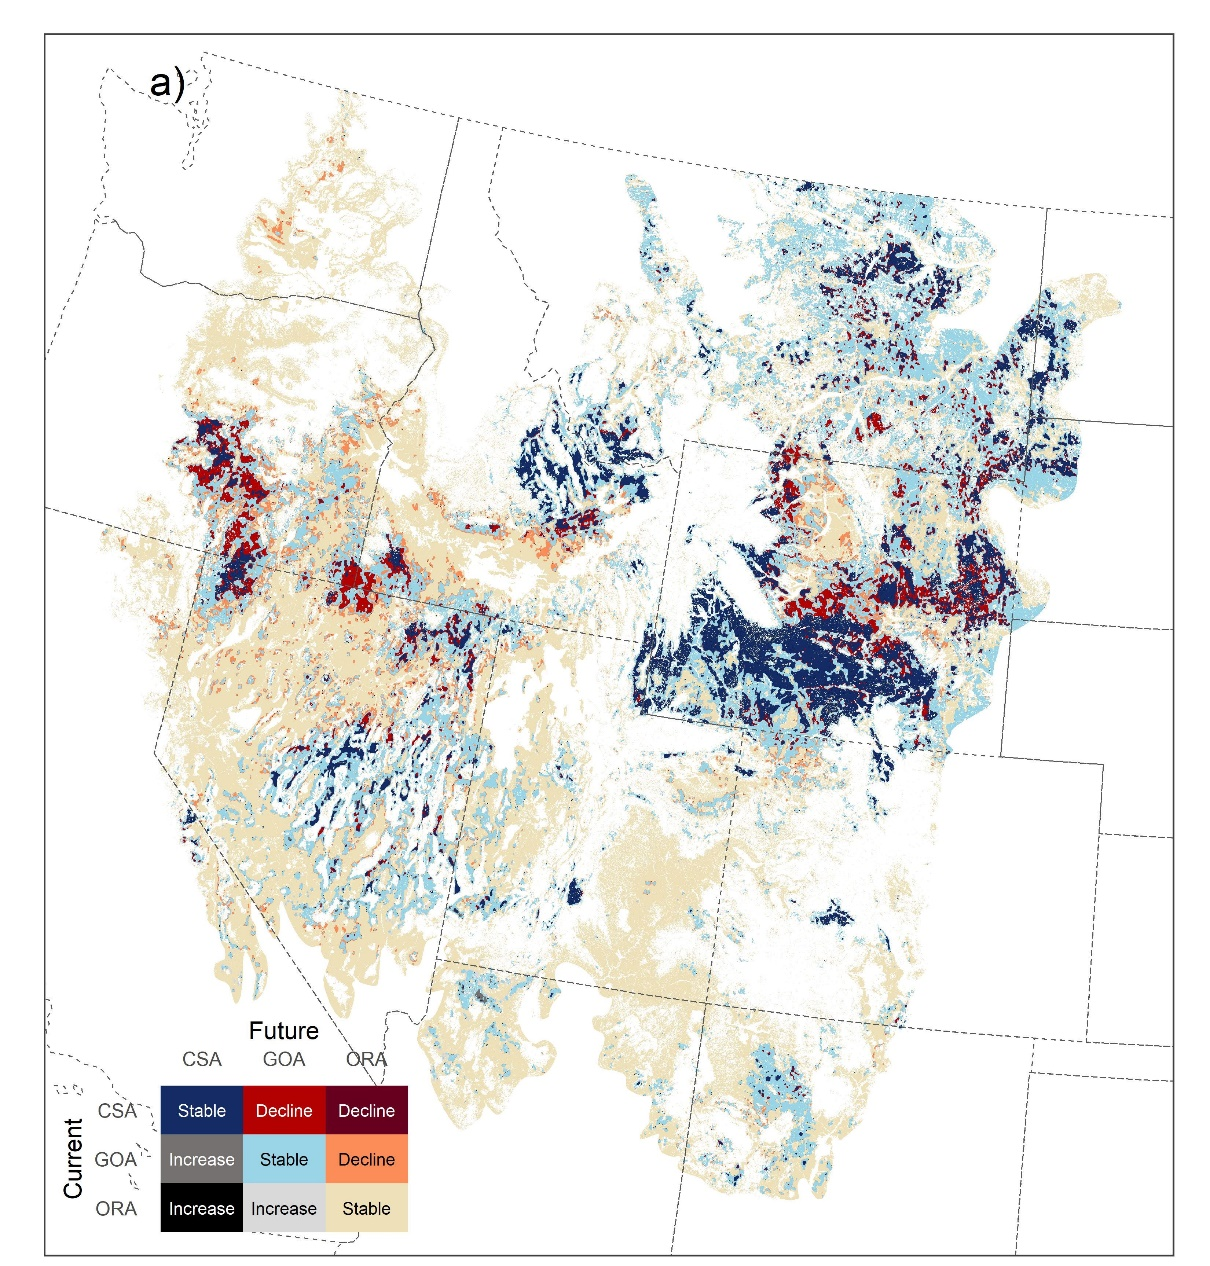 a)
Future
CSA GOA ORA
Current
CSA Stable Decline Decline
GOA Increase Stable Decline
ORA Increase Increase Stable